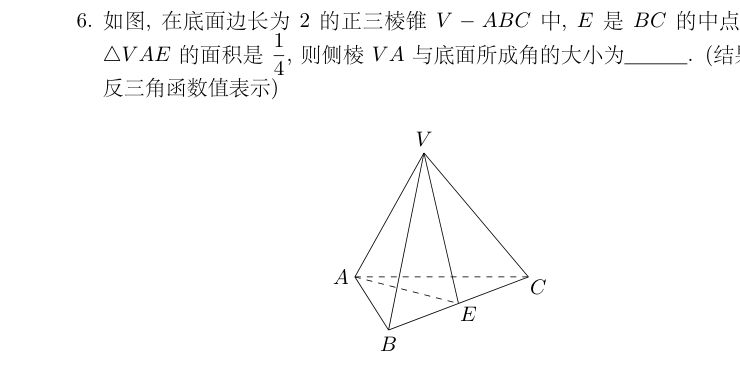 6. 如图, 在底面边长为 2 的正三棱锥 V − ABC 中, E 是 BC 的中点
△VAE 的面积是 1/4, 则侧棱 VA 与底面所成角的大小为______. (结
反三角函数值表示)
V
A
C
E
B